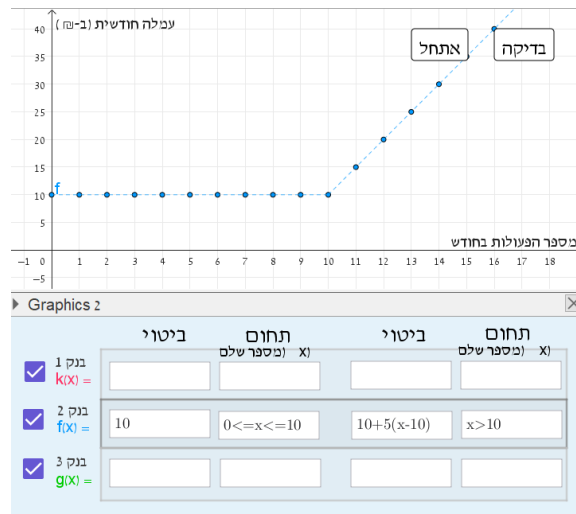 עמלה חודשית (ב-₪)
40
אתחל
בדיקה
35
30
25
20
15
10
f
5
מספר הפעולות בחודש
−1 0 1 2 3 4 5 6 7 8 9 10 11 12 13 14 15 16 17 18
−5
Graphics 2
ביטוי תחום ביטוי תחום
x) (מספר שלם x) (מספר שלם
בנק 1
k(x) =
בנק 2
f(x) = 10 0<=x<=10 10+5(x-10) x>10
בנק 3
g(x) =